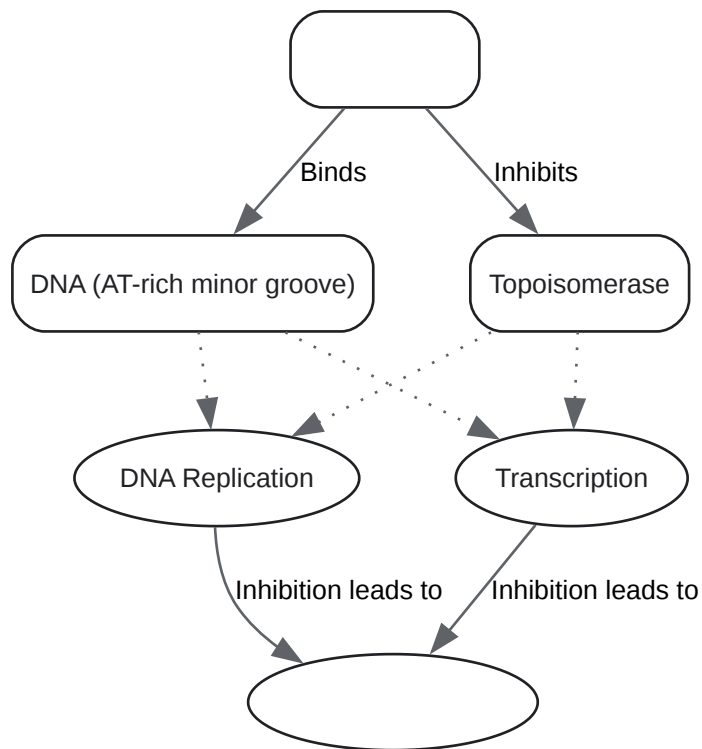 Binds
Inhibits
DNA (AT-rich minor groove)
Topoisomerase
DNA Replication
Transcription
Inhibition leads to
Inhibition leads to